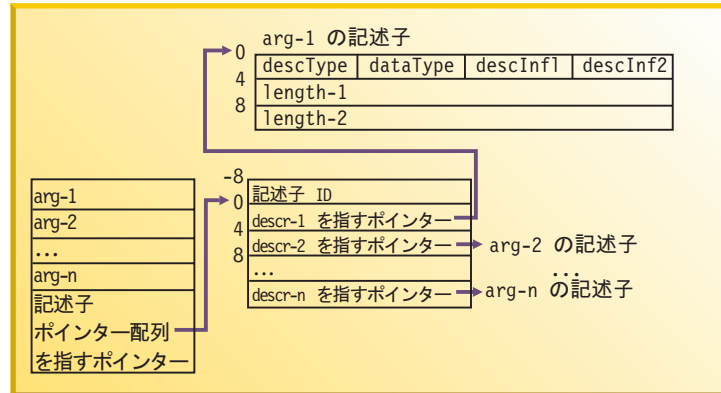 arg-1 の記述子
0
descType dataType descInf1 descInf2
4
length-1
8
length-2
arg-1
arg-2
...
arg-n
記述子
ポインター配列
を指すポインター
-8
記述子 ID
0
descr-1 を指すポインター
4
descr-2 を指すポインター
8
...
descr-n を指すポインター
arg-2 の記述子
...
arg-n の記述子